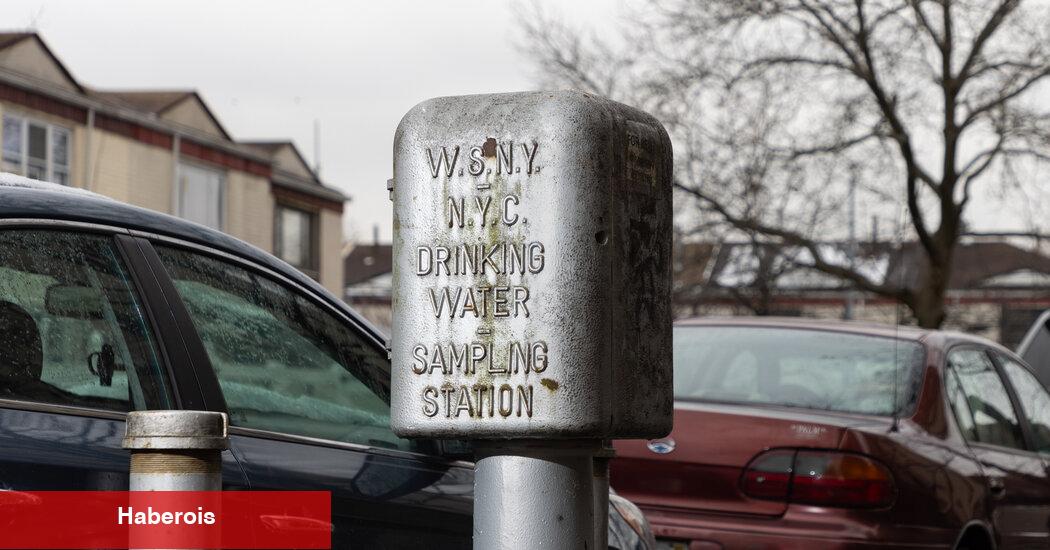 W.S.N.Y.
N.Y.C.
DRINKING
WATER
SAMPLING
STATION
Haberois